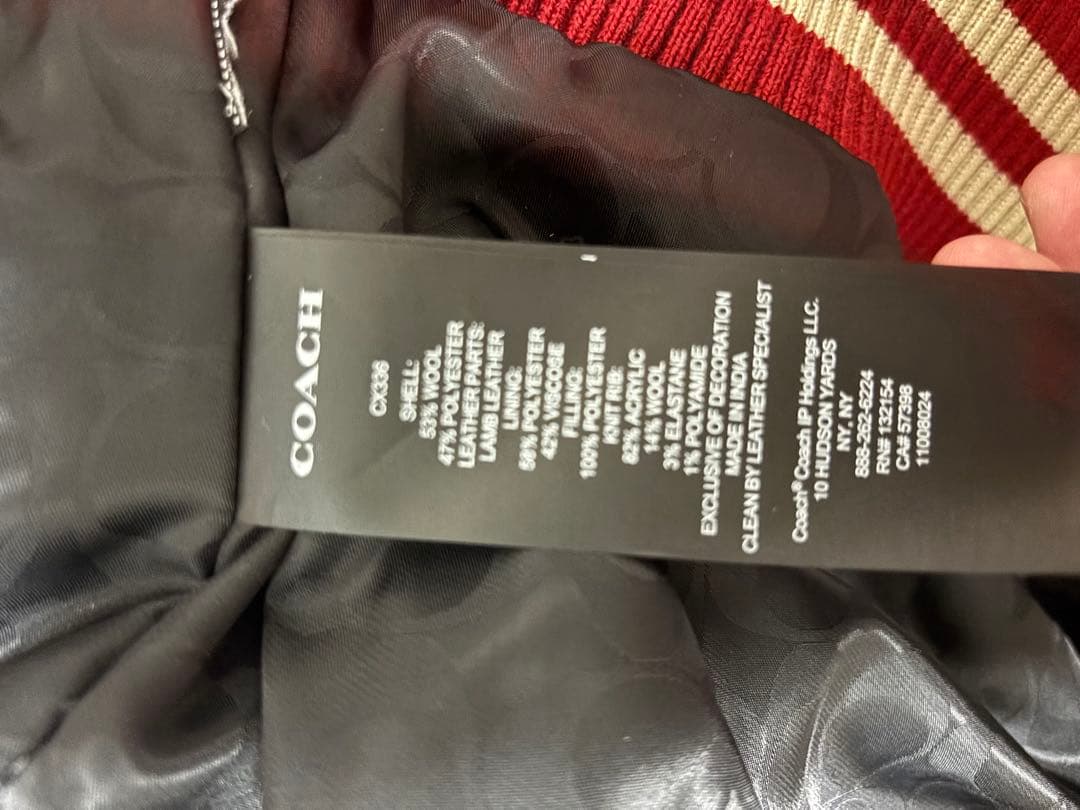 COACH
CX336
SHELL:
53% WOOL
47% POLYESTER
LEATHER PARTS:
LAMB LEATHER
LINING:
58% POLYESTER
42% VISCOSE
FILLING:
100% POLYESTER
KNIT RIB:
82% ACRYLIC
14% WOOL
3% ELASTANE
1% POLYAMIDE
EXCLUSIVE OF DECORATION
MADE IN INDIA
CLEAN BY LEATHER SPECIALIST
Coach® Coach IP Holdings LLC.
10 HUDSON YARDS
NY. NY
888-262-6224
RN# 132154
CA# 57398
11008024